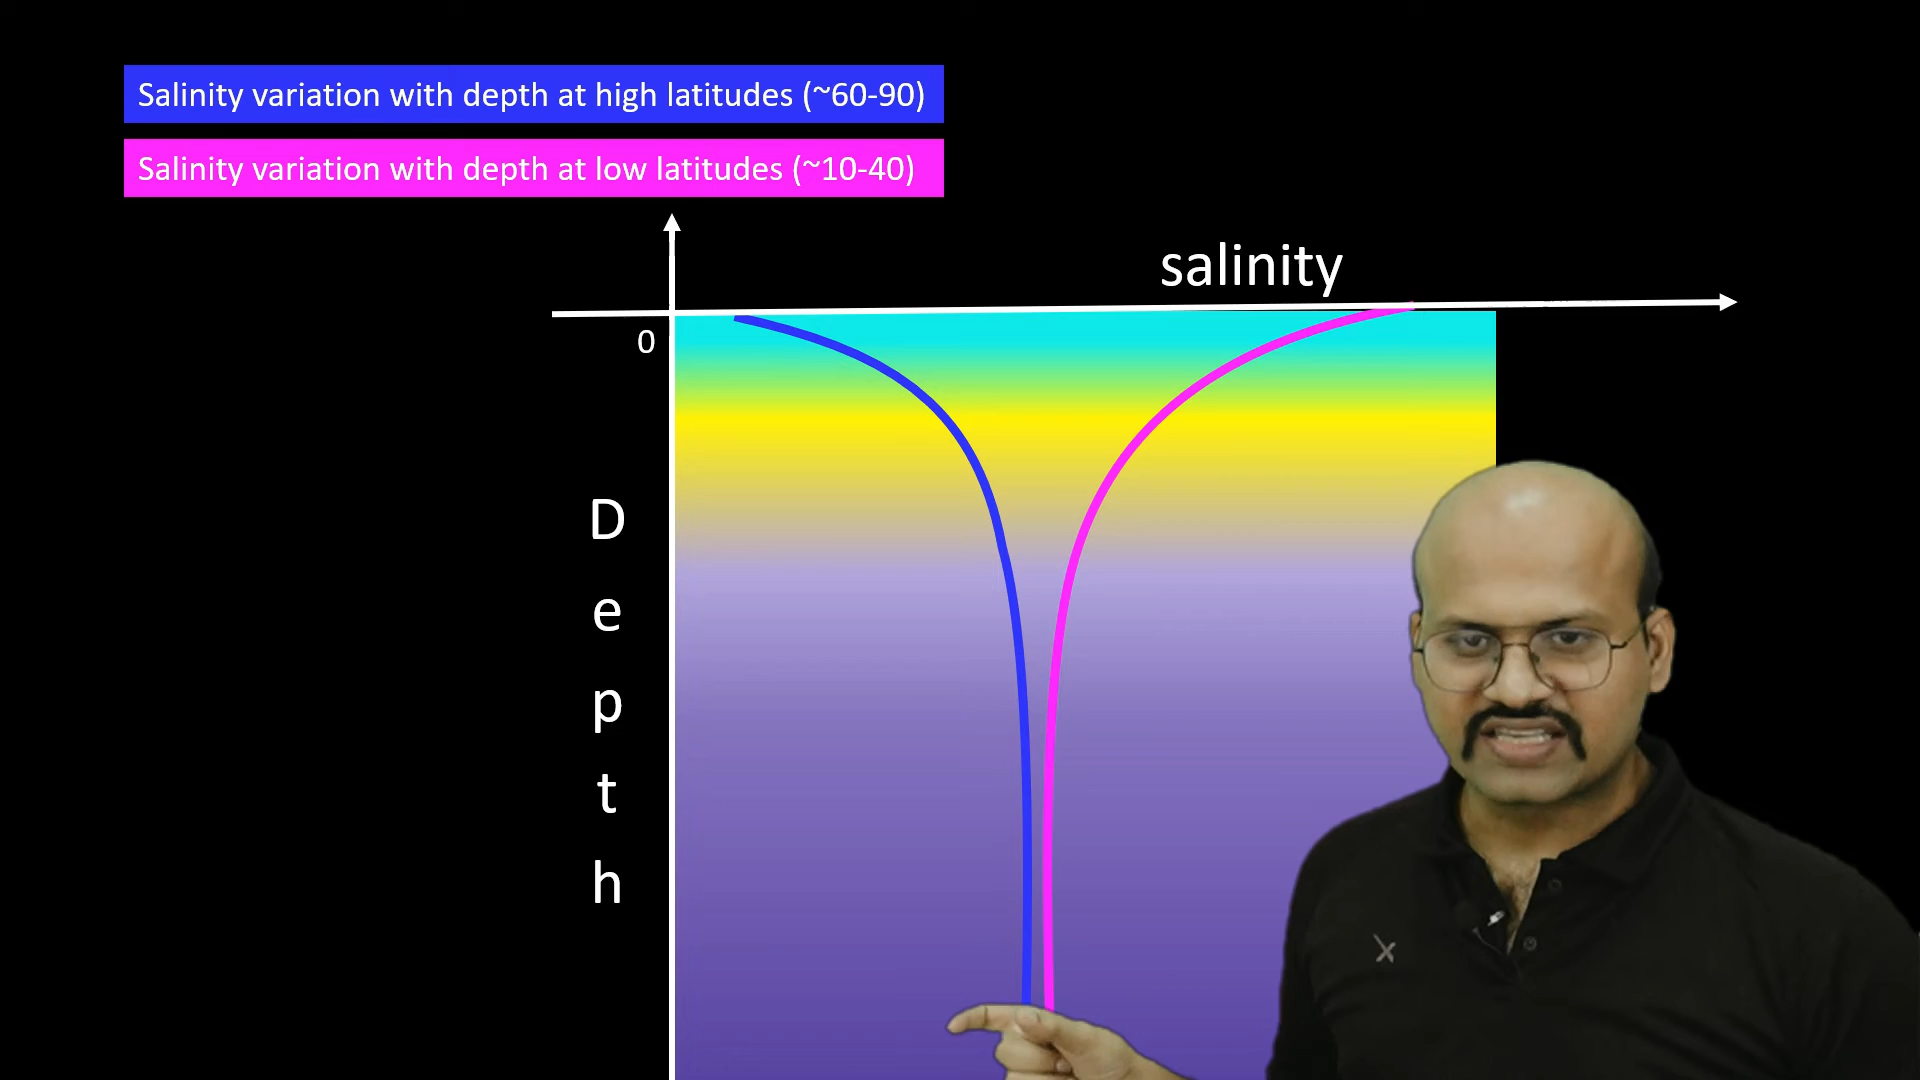 Salinity variation with depth at high latitudes (~60-90)
Salinity variation with depth at low latitudes (~10-40)
salinity
0
D
e
p
t
h